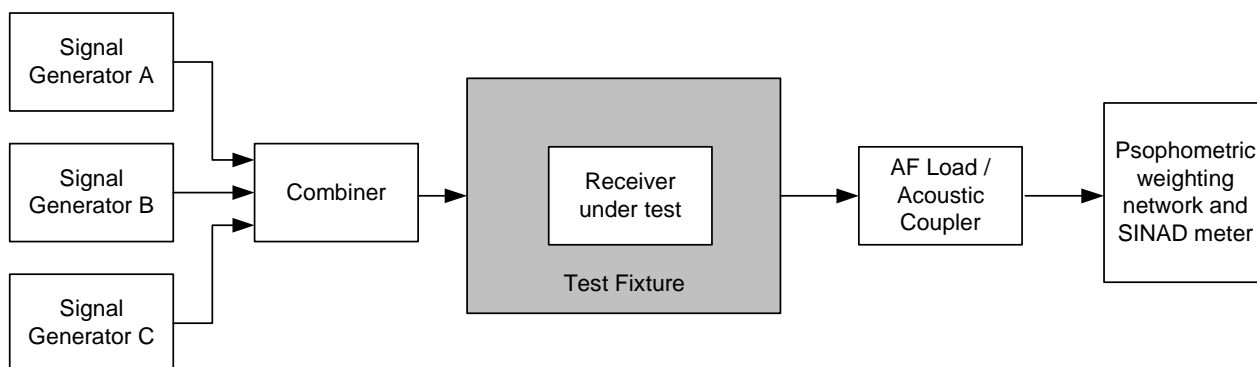 Signal
Generator A
Signal
Generator B
Signal
Generator C
Combiner
Receiver
under test
Test Fixture
AF Load /
Acoustic
Coupler
Psophometric
weighting
network and
SINAD meter